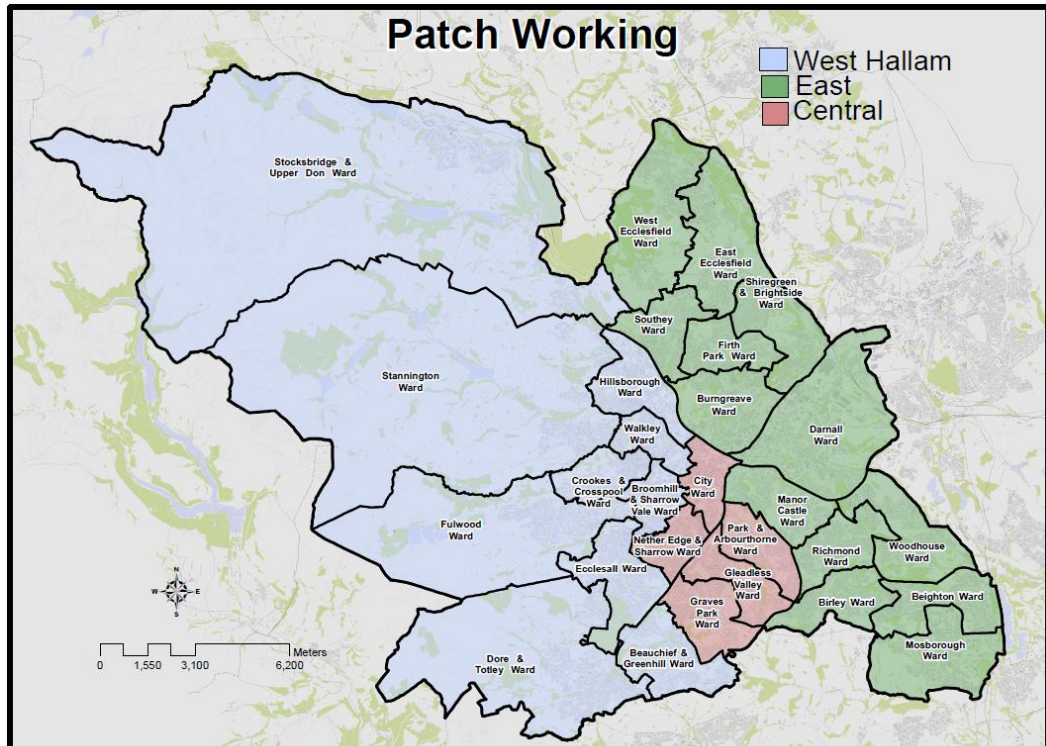 Patch Working
West Hallam
East
Central
Stocksbridge &
Upper Don Ward
West
Ecclesfield
Ward
East
Ecclesfield
Ward
Shiregreen
& Brightside
Ward
Southey
Ward
Firth
Park Ward
Stannington
Ward
Hillsborough
Ward
Burngreave
Ward
Darnall
Ward
Walkley
Ward
Crookes &
Crosspool
Ward
Broomhill
& Sharrow
Vale Ward
City
Ward
Manor
Castle
Ward
Fulwood
Ward
Nether Edge &
Sharrow Ward
Park &
Arbourthorne
Ward
Richmond
Ward
Woodhouse
Ward
Ecclesall Ward
Gleadless
Valley
Ward
Graves
Park
Ward
Birley Ward
Beighton Ward
Mosborough
Ward
Dore &
Totley Ward
Beauchief &
Greenhill Ward
N
W E
S
Meters
0 1,550 3,100 6,200